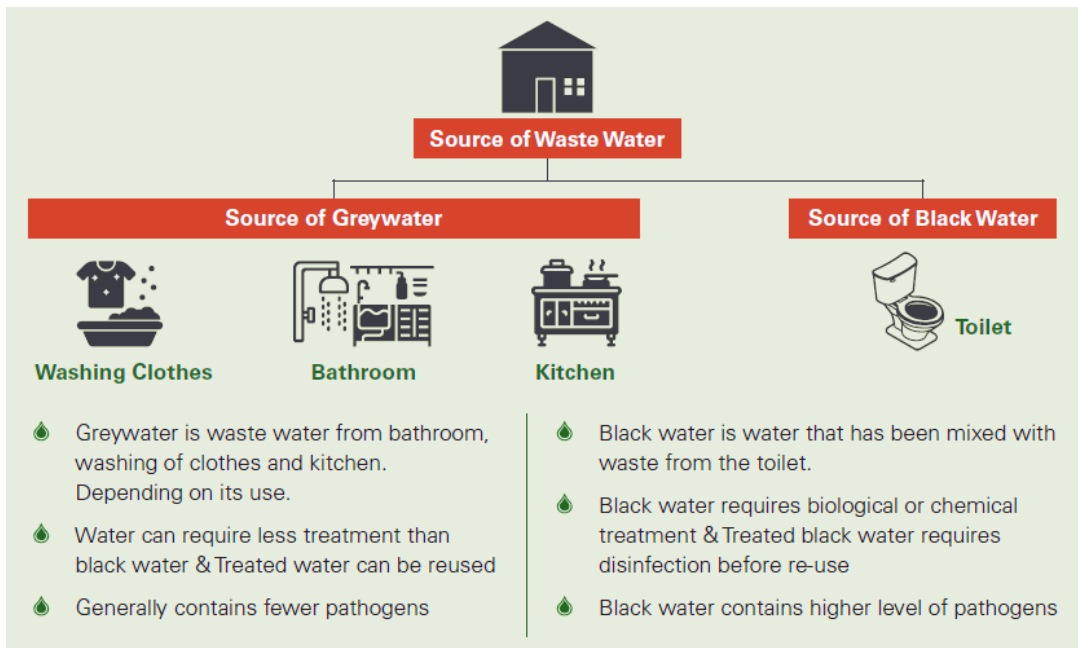 Source of Waste Water
Source of Greywater
Source of Black Water
Washing Clothes
Bathroom
Kitchen
Toilet
Greywater is waste water from bathroom,
washing of clothes and kitchen.
Depending on its use.
Water can require less treatment than
black water & Treated water can be reused
Generally contains fewer pathogens
Black water is water that has been mixed with
waste from the toilet.
Black water requires biological or chemical
treatment & Treated black water requires
disinfection before re-use
Black water contains higher level of pathogens